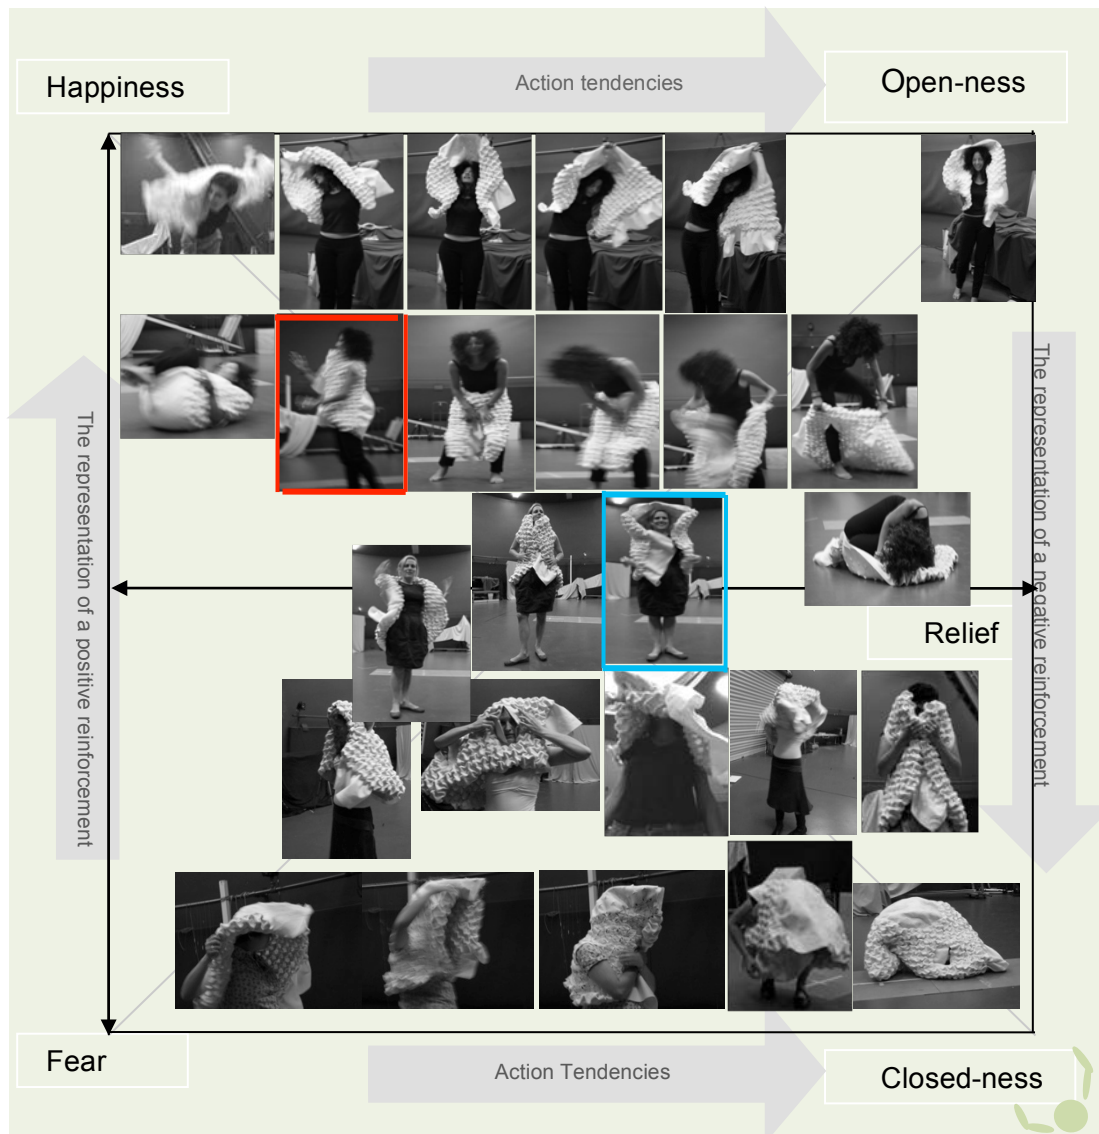 Happiness
Action tendencies
Open-ness
The representation of a positive reinforcement
The representation of a negative reinforcement
Relief
Fear
Action Tendencies
Closed-ness